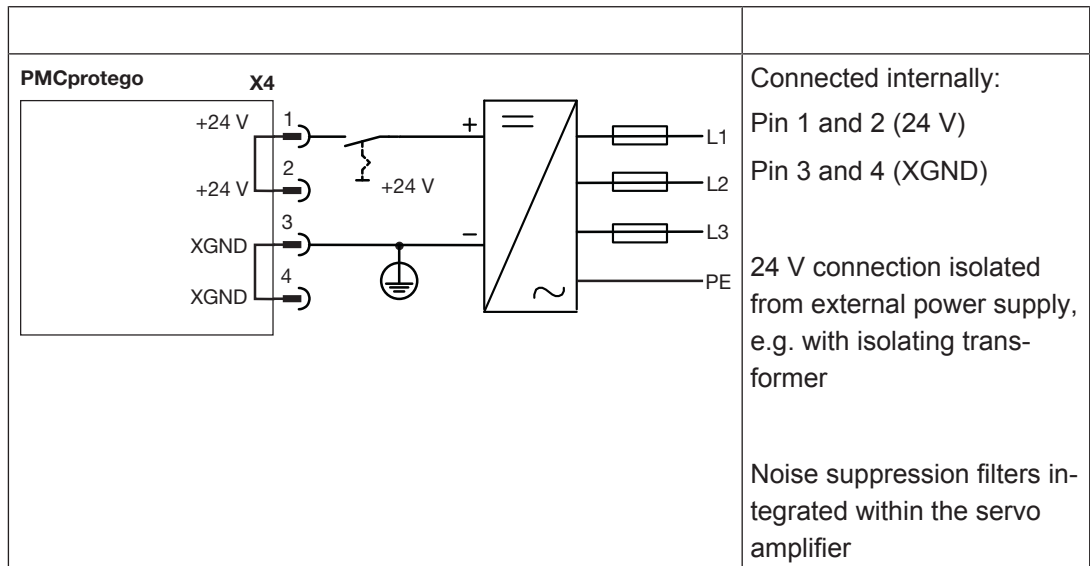 PMCprotego
X4
+24 V
1
+24 V
2
XGND
3
XGND
4
+
+24 V
–
L1
L2
L3
PE
Connected internally:
Pin 1 and 2 (24 V)
Pin 3 and 4 (XGND)
24 V connection isolated
from external power supply,
e.g. with isolating trans-
former
Noise suppression filters in-
tegrated within the servo
amplifier